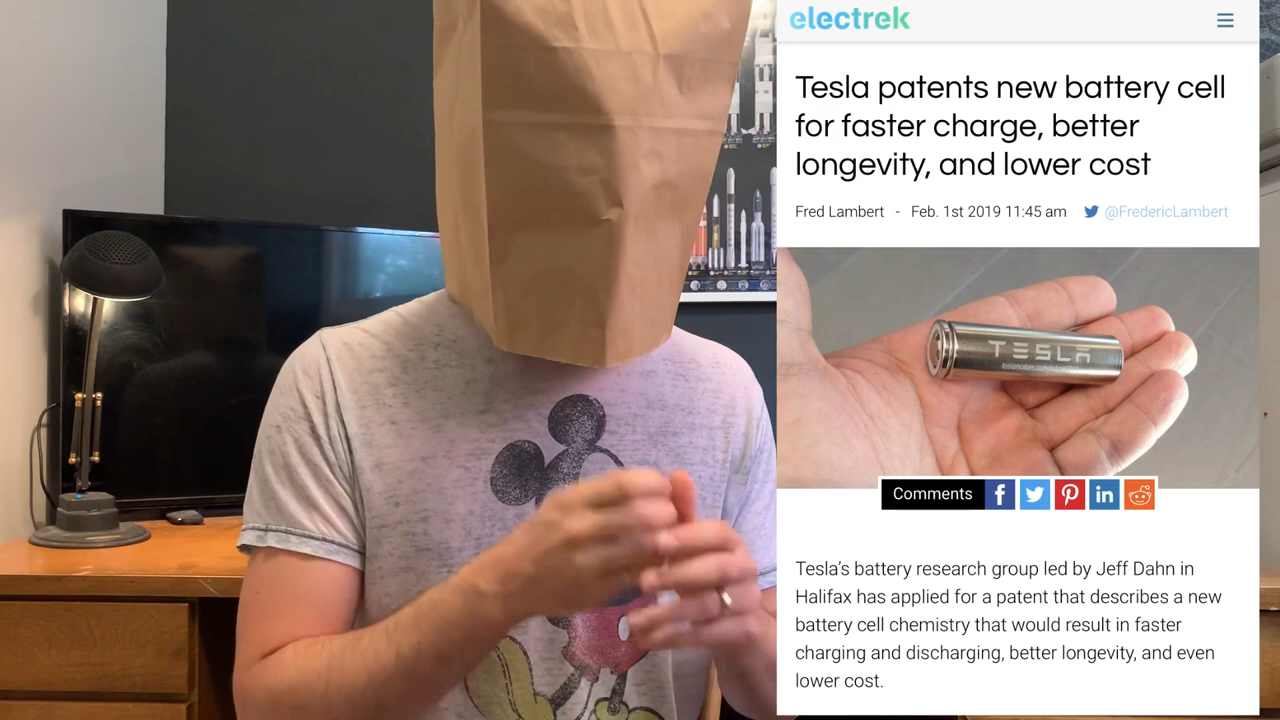 electrek
Tesla patents new battery cell
for faster charge, better
longevity, and lower cost
Fred Lambert - Feb. 1st 2019 11:45 am @FredericLambert
TESLA
Comments
Tesla's battery research group led by Jeff Dahn in
Halifax has applied for a patent that describes a new
battery cell chemistry that would result in faster
charging and discharging, better longevity, and even
lower cost.